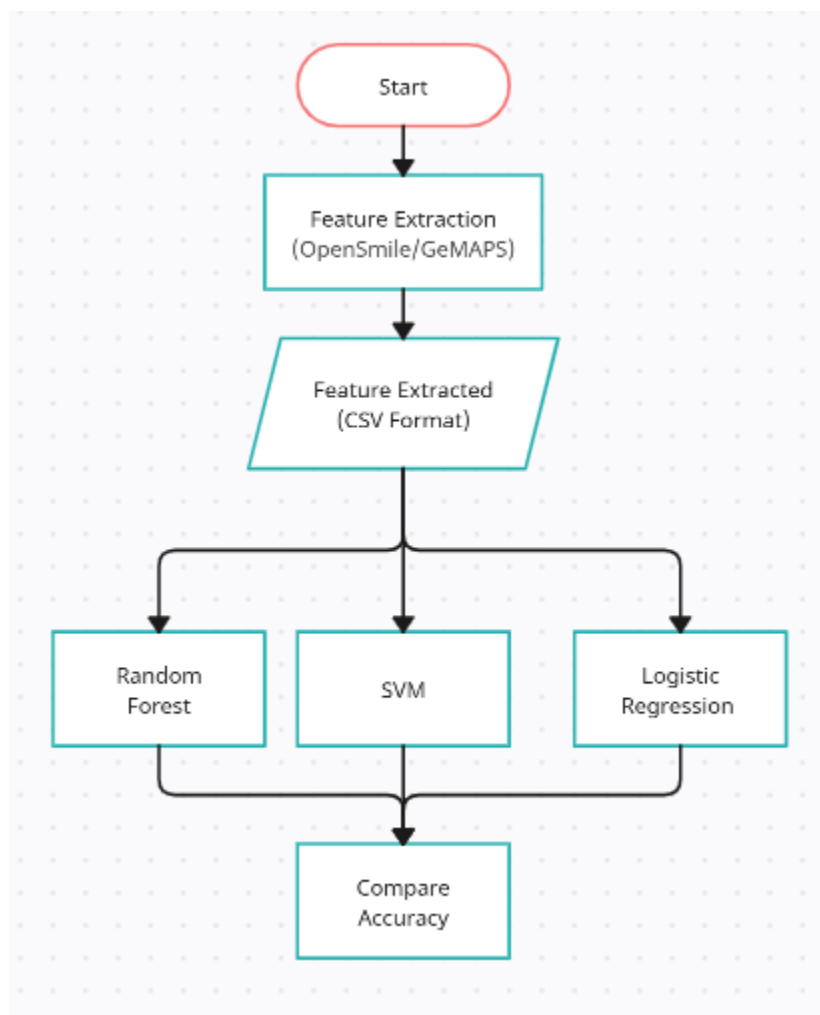 Start
Feature Extraction
(OpenSmile/GeMAPS)
Feature Extracted
(CSV Format)
Random
Forest
SVM
Logistic
Regression
Compare
Accuracy